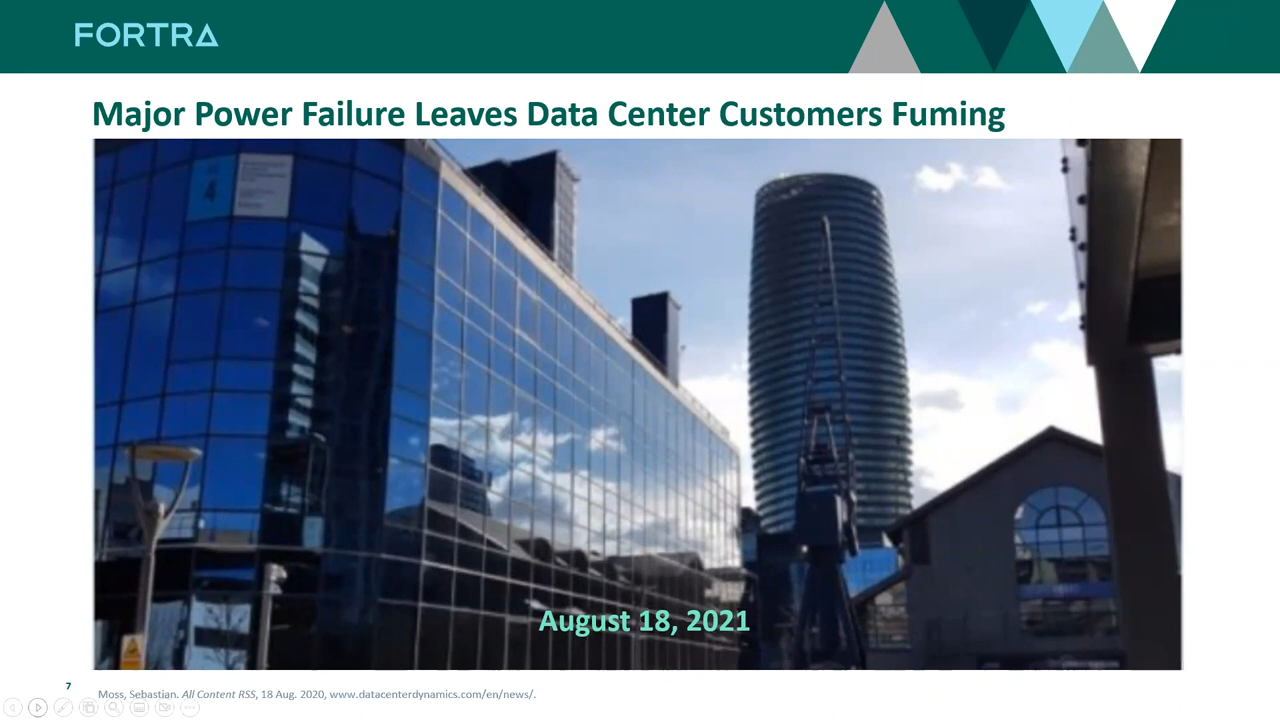 FORTRA
Major Power Failure Leaves Data Center Customers Fuming
4
August 18, 2021
7
Moss, Sebastian. All Content RSS, 18 Aug. 2020, www.datacenterdynamics.com/en/news/.